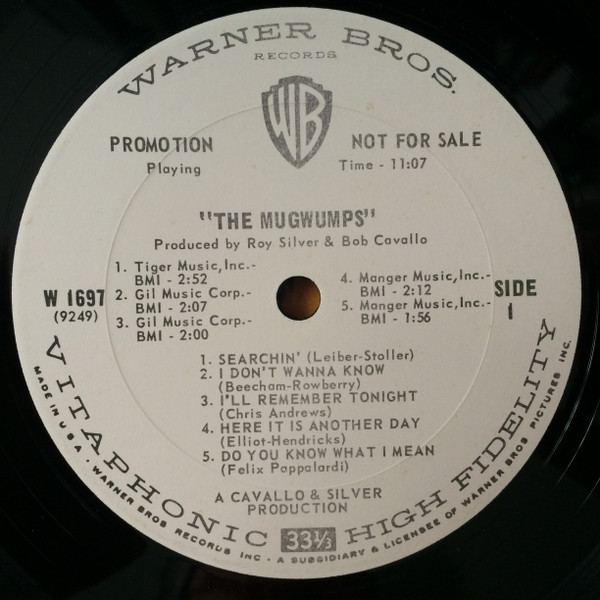 WARNER BROS.
RECORDS
WB
PROMOTION
NOT FOR SALE
Playing
Time - 11:07
"THE MUGWUMPS"
Produced by Roy Silver & Bob Cavallo
1. Tiger Music,Inc.-
BMI - 2:52
2. Gil Music Corp.-
BMI - 2:07
3. Gil Music Corp.-
BMI - 2:00
4. Manger Music,Inc.-
BMI - 2:12
5. Manger Music,Inc.-
BMI - 1:56
W 1697
(9249)
SIDE
1
1. SEARCHIN' (Leiber-Stoller)
2. I DON'T WANNA KNOW
(Beecham-Rowberry)
3. I'LL REMEMBER TONIGHT
(Chris Andrews)
4. HERE IT IS ANOTHER DAY
(Elliot-Hendricks)
5. DO YOU KNOW WHAT I MEAN
(Felix Pappalardi)
A CAVALLO & SILVER
PRODUCTION
VITAPHONIC 33⅓ HIGH FIDELITY
MADE IN U.S.A. · WARNER BROS RECORDS INC · A SUBSIDIARY & LICENSEE OF WARNER BROS PICTURES INC.